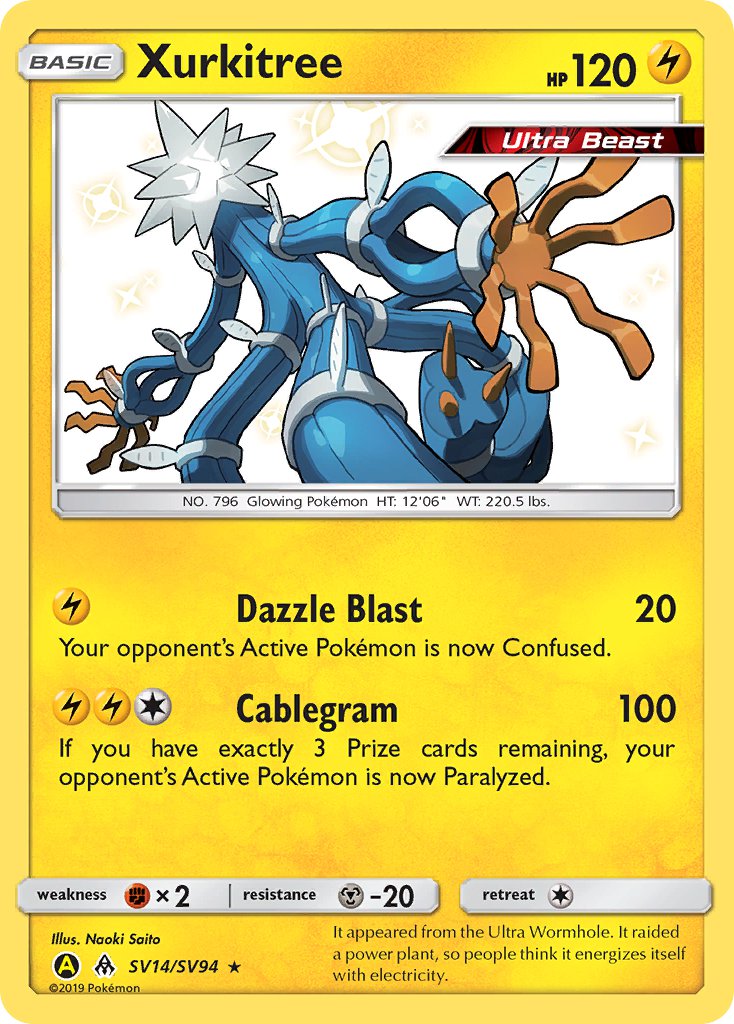 BASIC Xurkitree HP 120
Ultra Beast
NO. 796 Glowing Pokémon HT: 12'06" WT: 220.5 lbs.
Dazzle Blast 20
Your opponent's Active Pokémon is now Confused.
Cablegram 100
If you have exactly 3 Prize cards remaining, your
opponent's Active Pokémon is now Paralyzed.
weakness × 2 resistance -20 retreat
Illus. Naoki Saito
A SV14/SV94 ★
©2019 Pokémon
It appeared from the Ultra Wormhole. It raided
a power plant, so people think it energizes itself
with electricity.